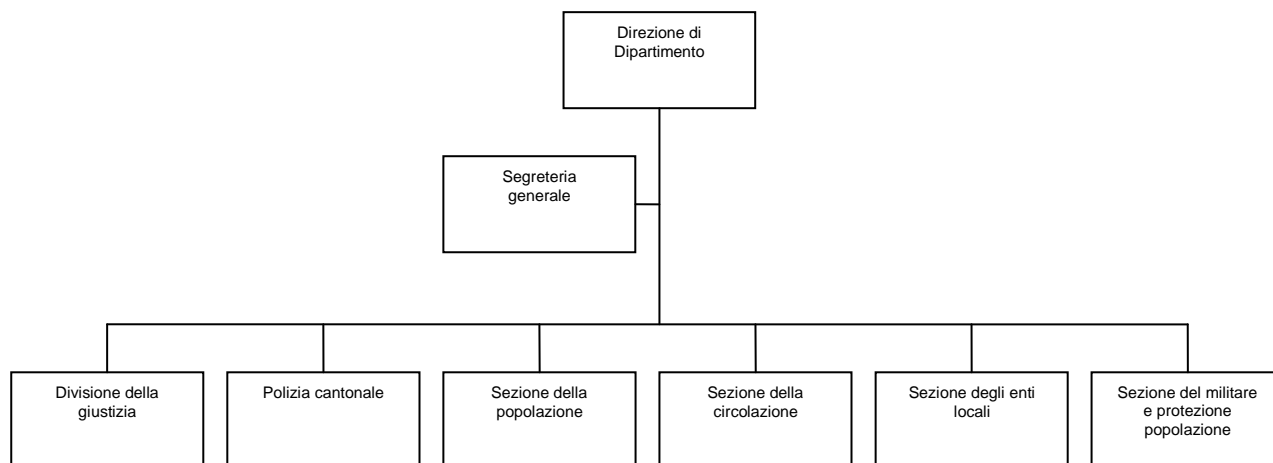 Direzione di
Dipartimento
Segreteria
generale
Divisione della
giustizia
Polizia cantonale
Sezione della
popolazione
Sezione della
circolazione
Sezione degli enti
locali
Sezione del militare
e protezione
popolazione